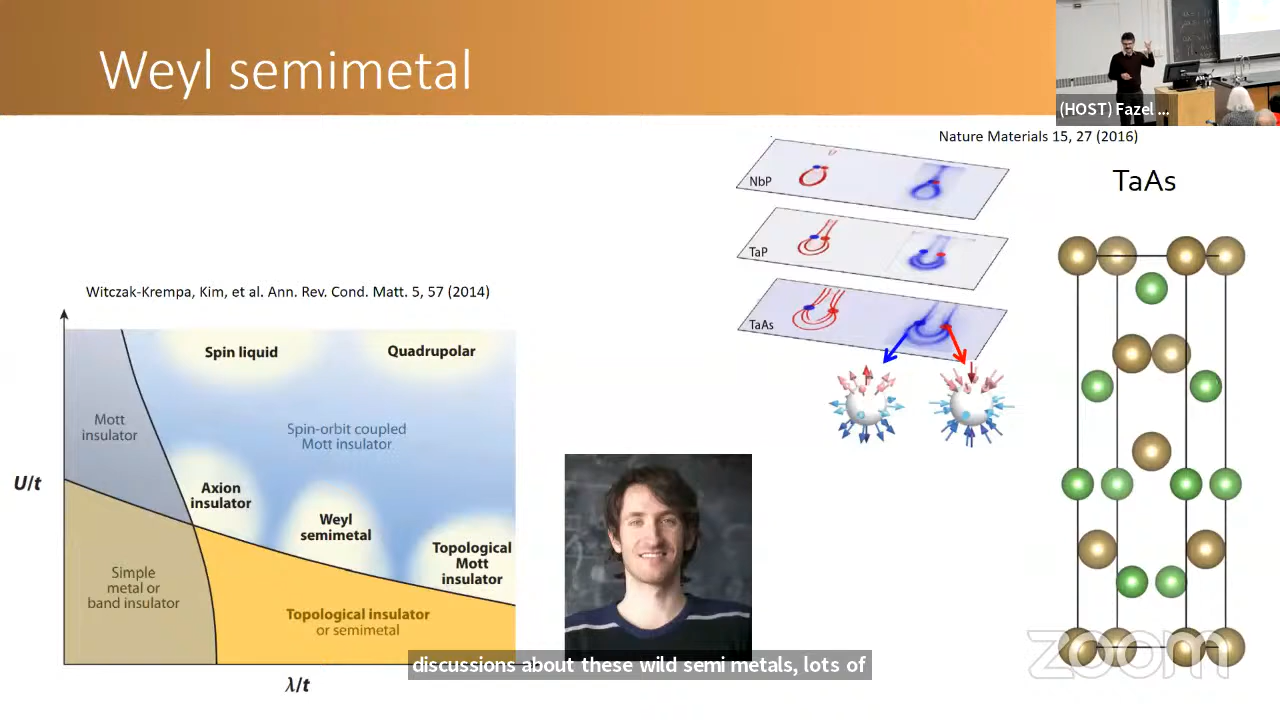 Weyl semimetal
(HOST) Fazel ...
Nature Materials 15, 27 (2016)
TaAs
NbP
TaP
TaAs
Witczak-Krempa, Kim, et al. Ann. Rev. Cond. Matt. 5, 57 (2014)
Spin liquid
Quadrupolar
Mott
insulator
Spin-orbit coupled
Mott insulator
U/t
Axion
insulator
Weyl
semimetal
Topological
Mott
insulator
Simple
metal or
band insulator
Topological insulator
or semimetal
λ/t
discussions about these wild semi metals, lots of
zoom